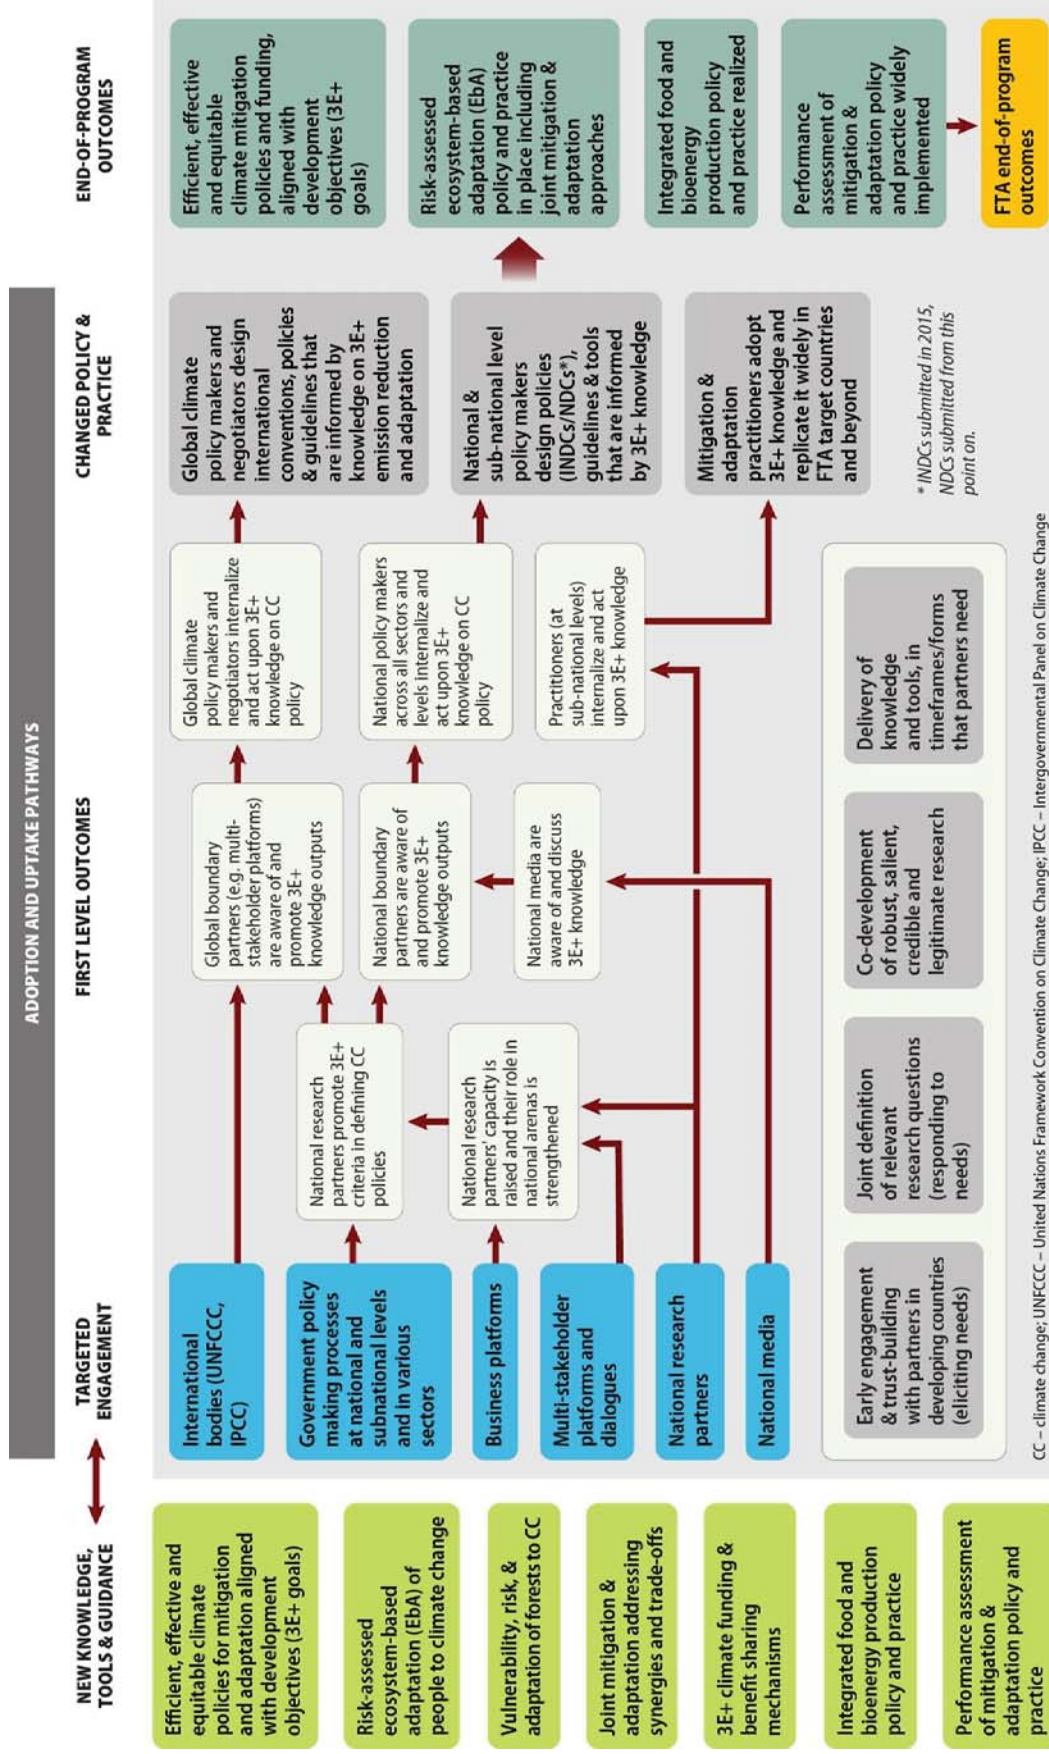 ADOPTION AND UPTAKE PATHWAYS
NEW KNOWLEDGE,
TOOLS & GUIDANCE
TARGETED
ENGAGEMENT
FIRST LEVEL OUTCOMES
CHANGED POLICY &
PRACTICE
END-OF-PROGRAM
OUTCOMES
Efficient, effective and
equitable climate
policies for mitigation
and adaptation aligned
with development
objectives (3E+ goals)
Risk-assessed
ecosystem-based
adaptation (EbA) of
people to climate change
Vulnerability, risk, &
adaptation of forests to CC
Joint mitigation &
adaptation addressing
synergies and trade-offs
3E+ climate funding &
benefit sharing
mechanisms
Integrated food and
bioenergy production
policy and practice
Performance assessment
of mitigation &
adaptation policy and
practice
International
bodies (UNFCCC,
IPCC)
Government policy
making processes
at national and
subnational levels
and in various
sectors
Business platforms
Multi-stakeholder
platforms and
dialogues
National research
partners
National media
National research
partners promote 3E+
criteria in defining CC
policies
National research
partners' capacity is
raised and their role in
national arenas is
strengthened
Global boundary
partners (e.g. multi-
stakeholder platforms)
are aware of and
promote 3E+
knowledge outputs
National boundary
partners are aware of
and promote 3E+
knowledge outputs
National media are
aware of and discuss
3E+ knowledge
Global climate
policy makers and
negotiators internalize
and act upon 3E+
knowledge on CC
policy
National policy makers
across all sectors and
levels internalize and
act upon 3E+
knowledge on CC
policy
Practitioners (at
sub-national levels)
internalize and act
upon 3E+ knowledge
Global climate
policy makers and
negotiators design
international
conventions, policies
& guidelines that
are informed by
knowledge on 3E+
emission reduction
and adaptation
National &
sub-national level
policy makers
design policies
(INDCs/NDCs*),
guidelines & tools
that are informed
by 3E+ knowledge
Mitigation &
adaptation
practitioners adopt
3E+ knowledge and
replicate it widely in
FTA target countries
and beyond
* INDCs submitted in 2015,
NDCs submitted from this
point on.
Efficient, effective
and equitable
climate mitigation
policies and funding,
aligned with
development
objectives (3E+
goals)
Risk-assessed
ecosystem-based
adaptation (EbA)
policy and practice
in place including
joint mitigation &
adaptation
approaches
Integrated food and
bioenergy
production policy
and practice realized
Performance
assessment of
mitigation &
adaptation policy
and practice widely
implemented
FTA end-of-program
outcomes
Early engagement
& trust-building
with partners in
developing countries
(eliciting needs)
Joint definition
of relevant
research questions
(responding to
needs)
Co-development
of robust, salient,
credible and
legitimate research
Delivery of
knowledge
and tools, in
timeframes/forms
that partners need
CC – climate change; UNFCCC – United Nations Framework Convention on Climate Change; IPCC – Intergovernmental Panel on Climate Change